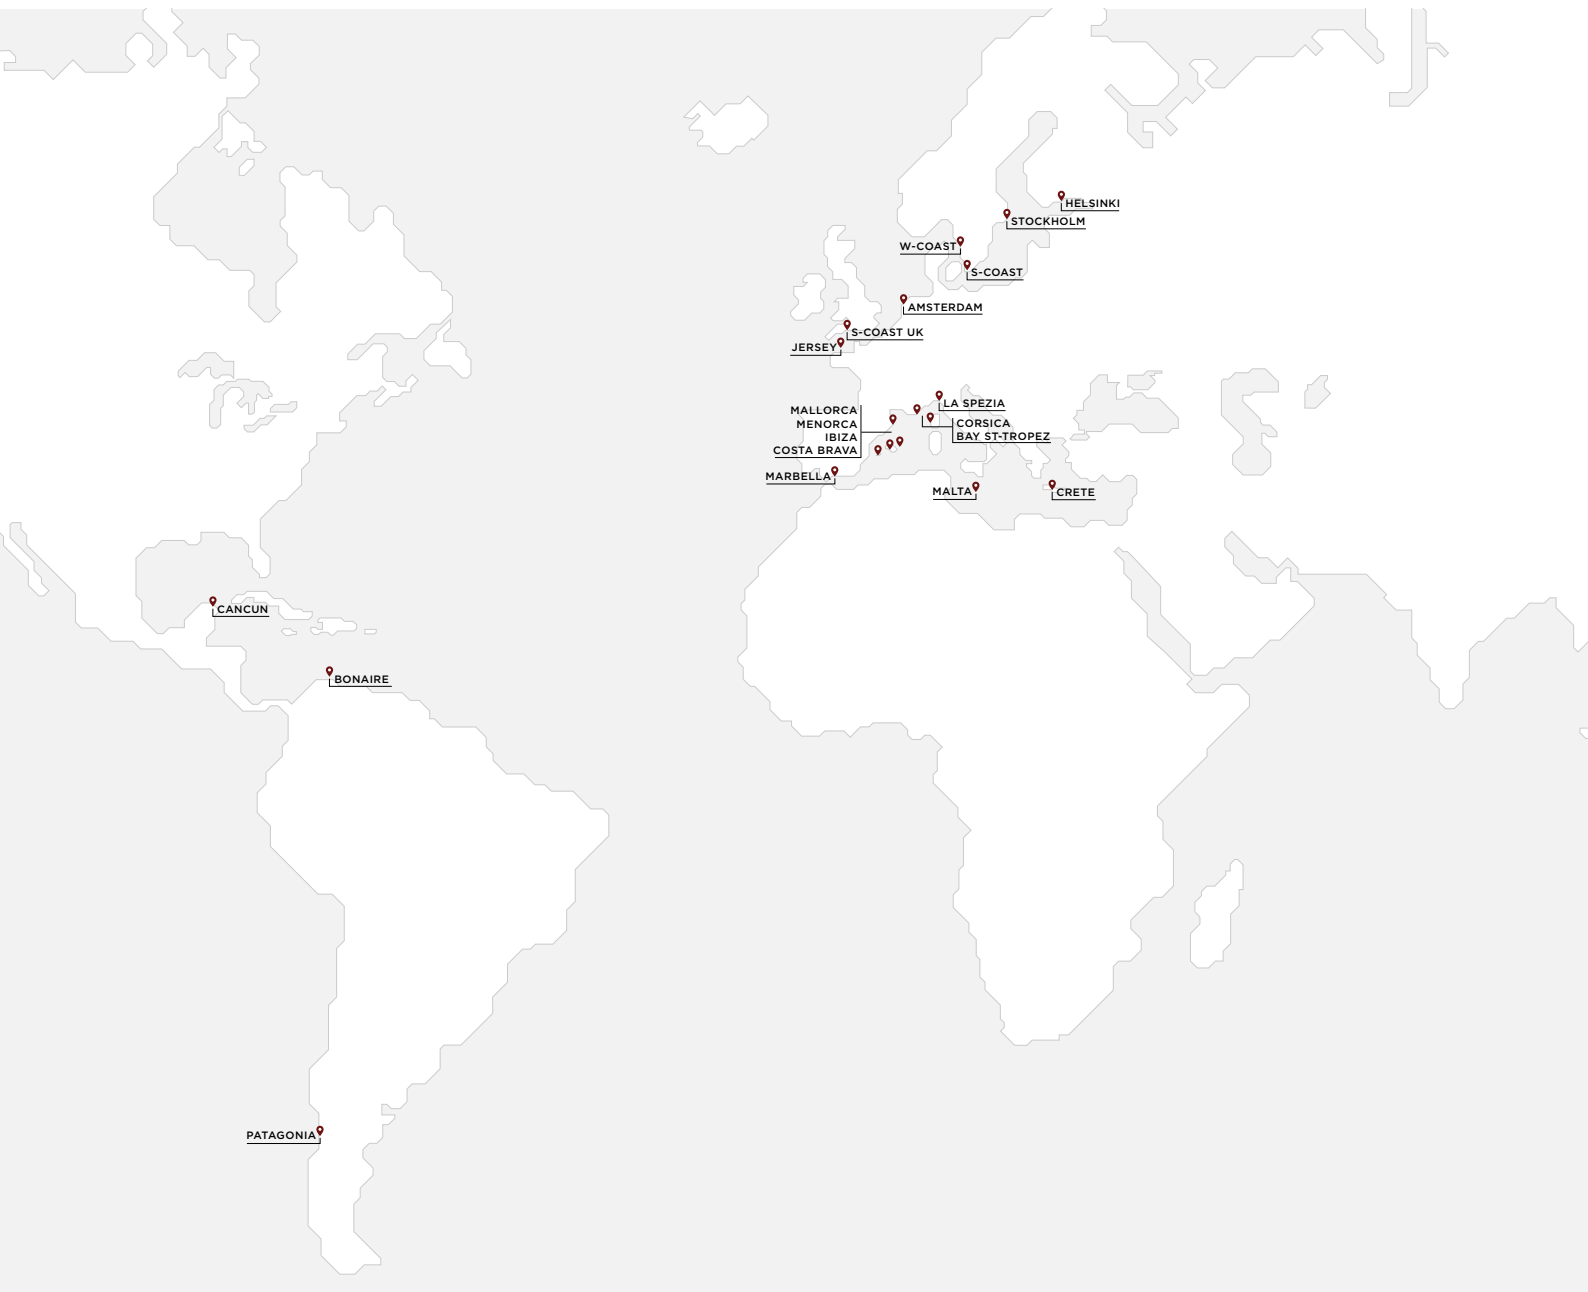 HELSINKI
STOCKHOLM
W-COAST
S-COAST
AMSTERDAM
S-COAST UK
JERSEY
LA SPEZIA
MALLORCA
MENORCA
IBIZA
COSTA BRAVA
CORSICA
BAY ST-TROPEZ
MARBELLA
MALTA
CRETE
CANCUN
BONAIRE
PATAGONIA